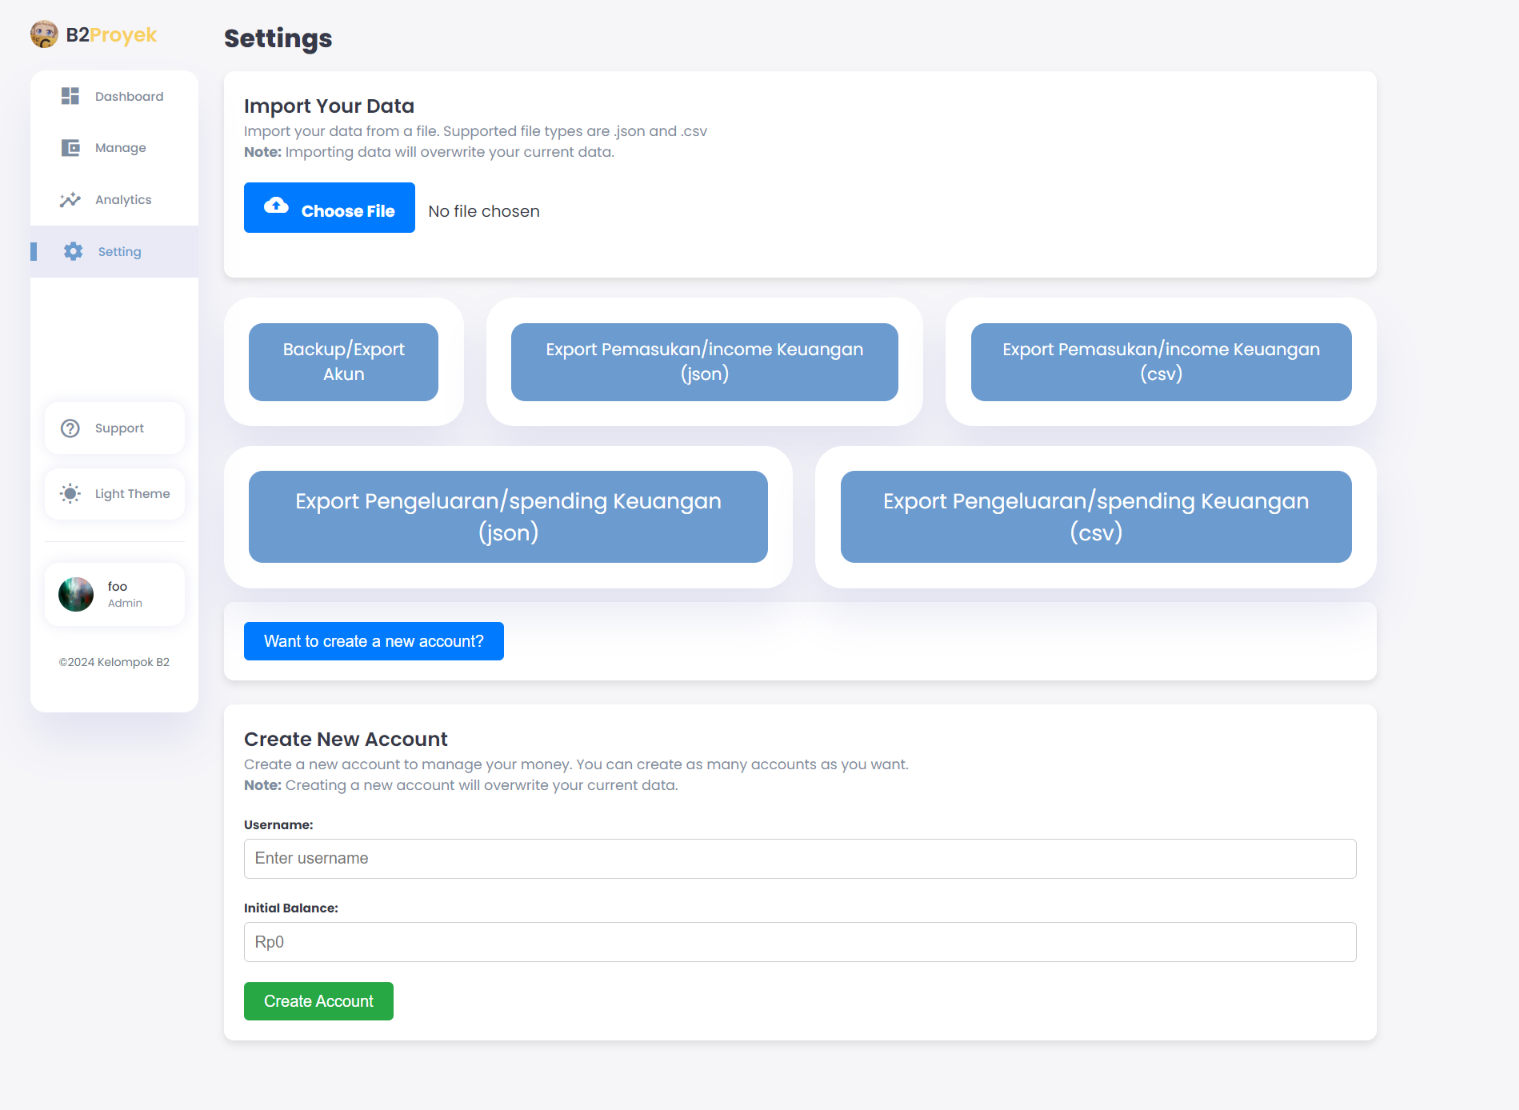 B2Proyek
Dashboard
Manage
Analytics
Setting
Support
Light Theme
foo
Admin
©2024 Kelompok B2
Settings
Import Your Data
Import your data from a file. Supported file types are .json and .csv
Note: Importing data will overwrite your current data.
Choose File No file chosen
Backup/Export
Akun
Export Pemasukan/income Keuangan
(json)
Export Pemasukan/income Keuangan
(csv)
Export Pengeluaran/spending Keuangan
(json)
Export Pengeluaran/spending Keuangan
(csv)
Want to create a new account?
Create New Account
Create a new account to manage your money. You can create as many accounts as you want.
Note: Creating a new account will overwrite your current data.
Username:
Enter username
Initial Balance:
Rp0
Create Account